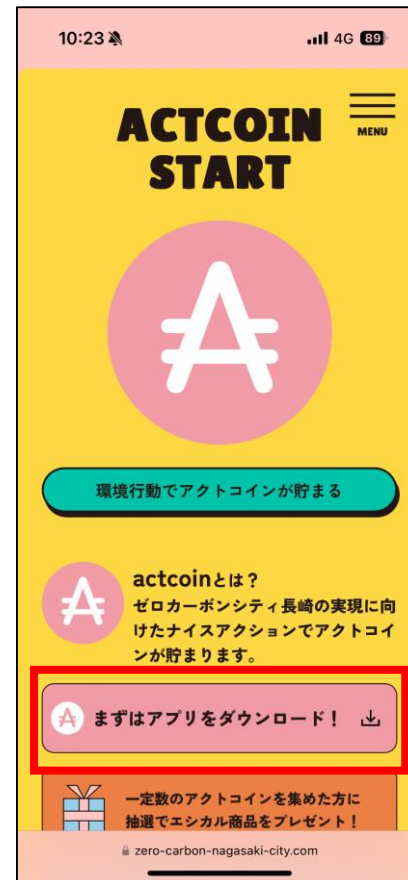 10:23
4G 89
ACTCOIN
START
MENU
環境行動でアクトコインが貯まる
actcoinとは？
ゼロカーボンシティ長崎の実現に向
けたナイスアクションでアクトコイ
ンが貯まります。
まずはアプリをダウンロード！
一定数のアクトコインを集めた方に
抽選でエシカル商品をプレゼント！
zero-carbon-nagasaki-city.com